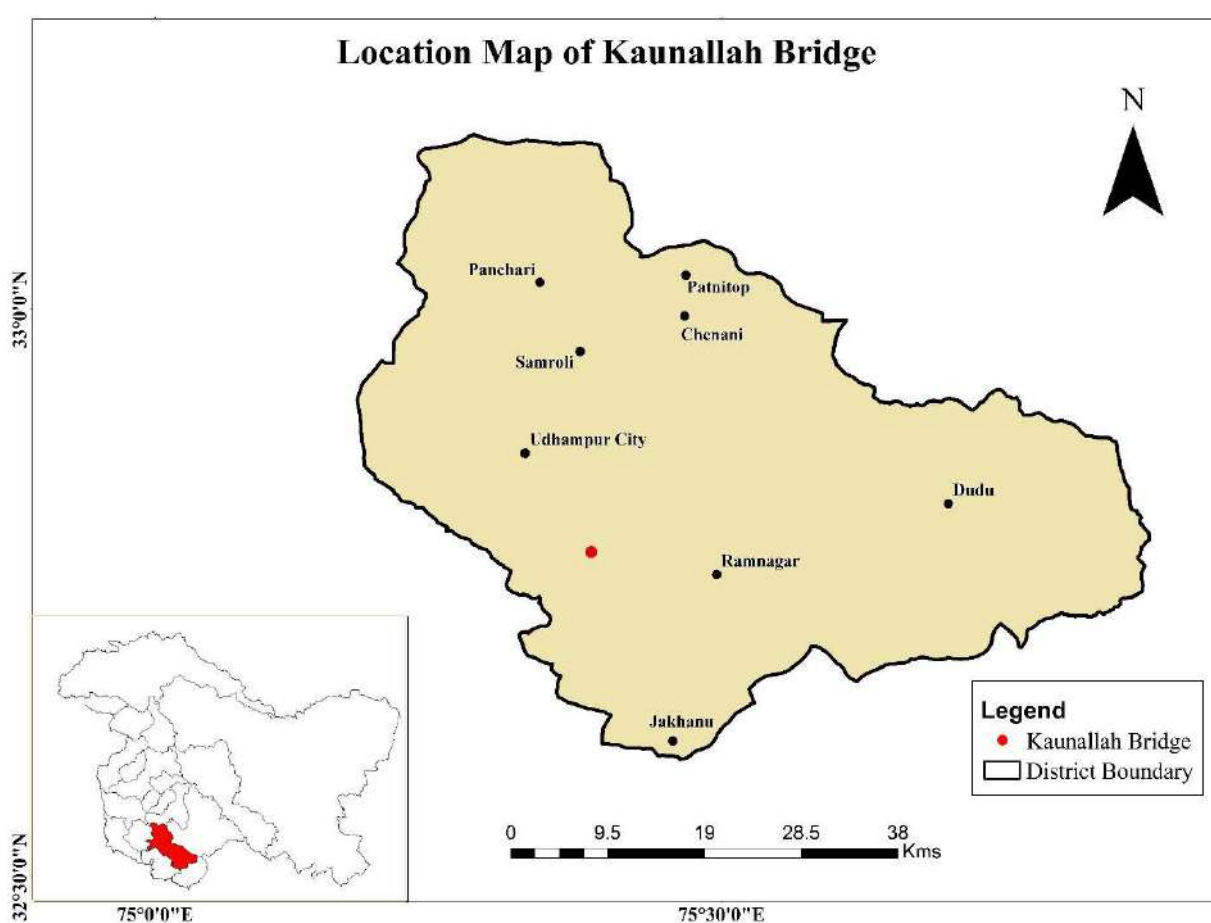 Location Map of Kaunallah Bridge
N
Panchari
Patnitop
Chenani
Samroli
Udhampur City
Dudu
Ramnagar
Jakhanu
Legend
Kaunallah Bridge
District Boundary
0 9.5 19 28.5 38
Kms
33°0'0"N
32°30'0"N
75°0'0"E
75°30'0"E